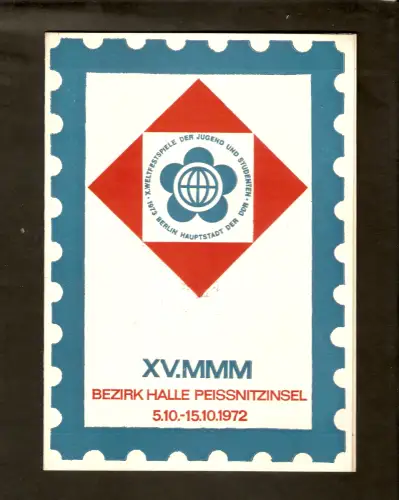 X.WELTFESTSPIELE DER JUGEND UND STUDENTEN
· 1973 BERLIN HAUPTSTADT DER DDR ·
XV.MMM
BEZIRK HALLE PEISSNITZINSEL
5.10.-15.10.1972